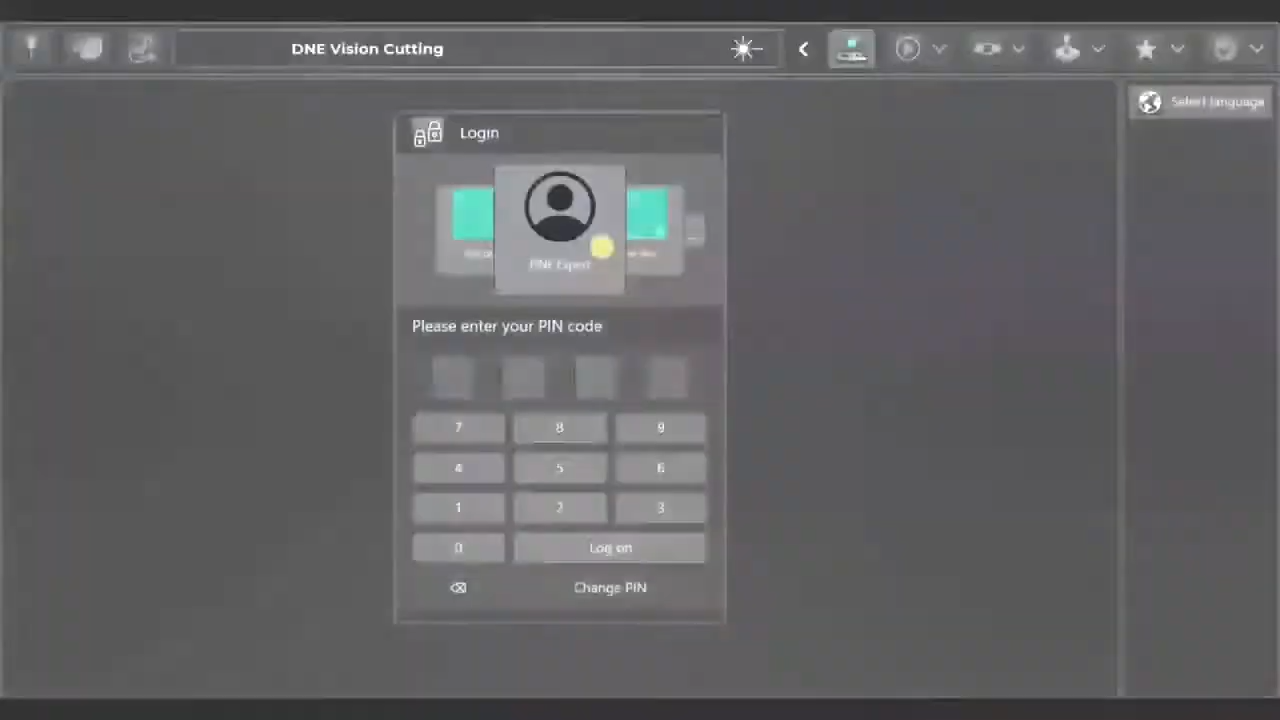 DNE Vision Cutting
Select language
Login
DNE Expert
Please enter your PIN code
7 8 9
4 5 6
1 2 3
0 Log on
Change PIN